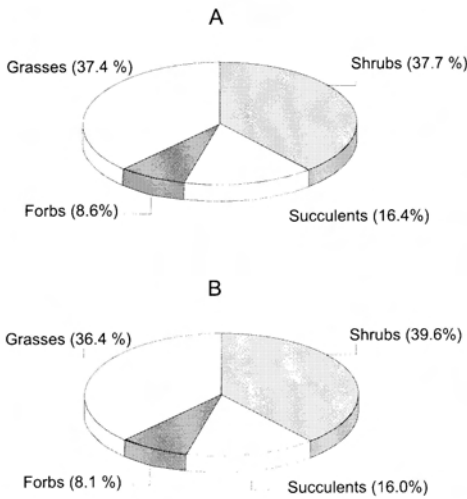 A
Grasses (37.4 %)
Shrubs (37.7 %)
Forbs (8.6%)
Succulents (16.4%)
B
Grasses (36.4 %)
Shrubs (39.6%)
Forbs (8.1 %)
Succulents (16.0%)